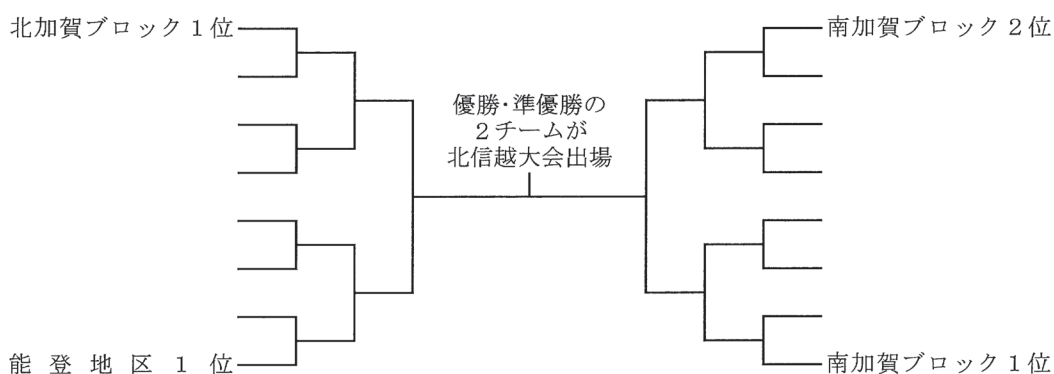 北加賀ブロック1位
南加賀ブロック2位
優勝・準優勝の
2チームが
北信越大会出場
能登地区1位
南加賀ブロック1位